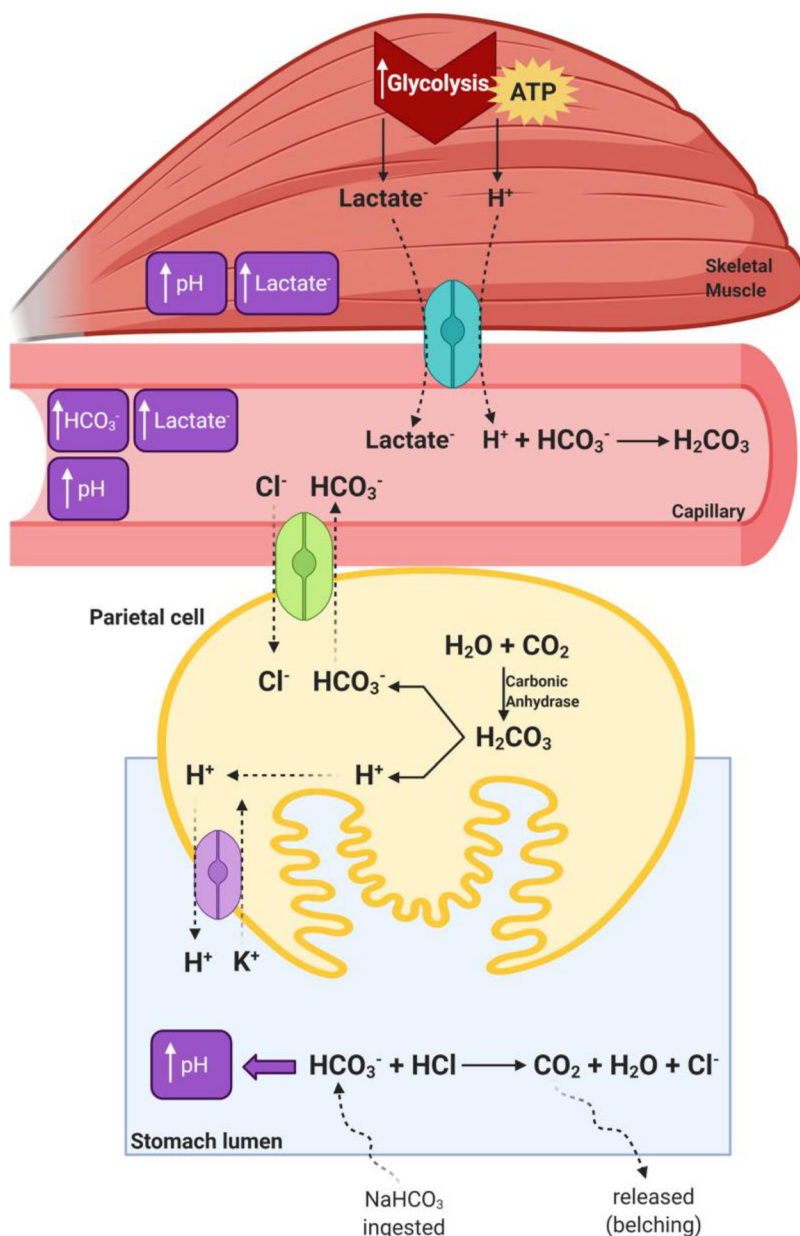 ↑Glycolysis
ATP
Lactate⁻ H⁺
↑pH ↑Lactate⁻
Skeletal
Muscle
↑HCO₃⁻ ↑Lactate⁻
Lactate⁻ H⁺ + HCO₃⁻ → H₂CO₃
↑pH
Cl⁻ HCO₃⁻
Capillary
Parietal cell
H₂O + CO₂
Carbonic
Anhydrase
Cl⁻ HCO₃⁻
H₂CO₃
H⁺ H⁺
H⁺ K⁺
↑pH HCO₃⁻ + HCl → CO₂ + H₂O + Cl⁻
Stomach lumen
NaHCO₃
ingested
released
(belching)